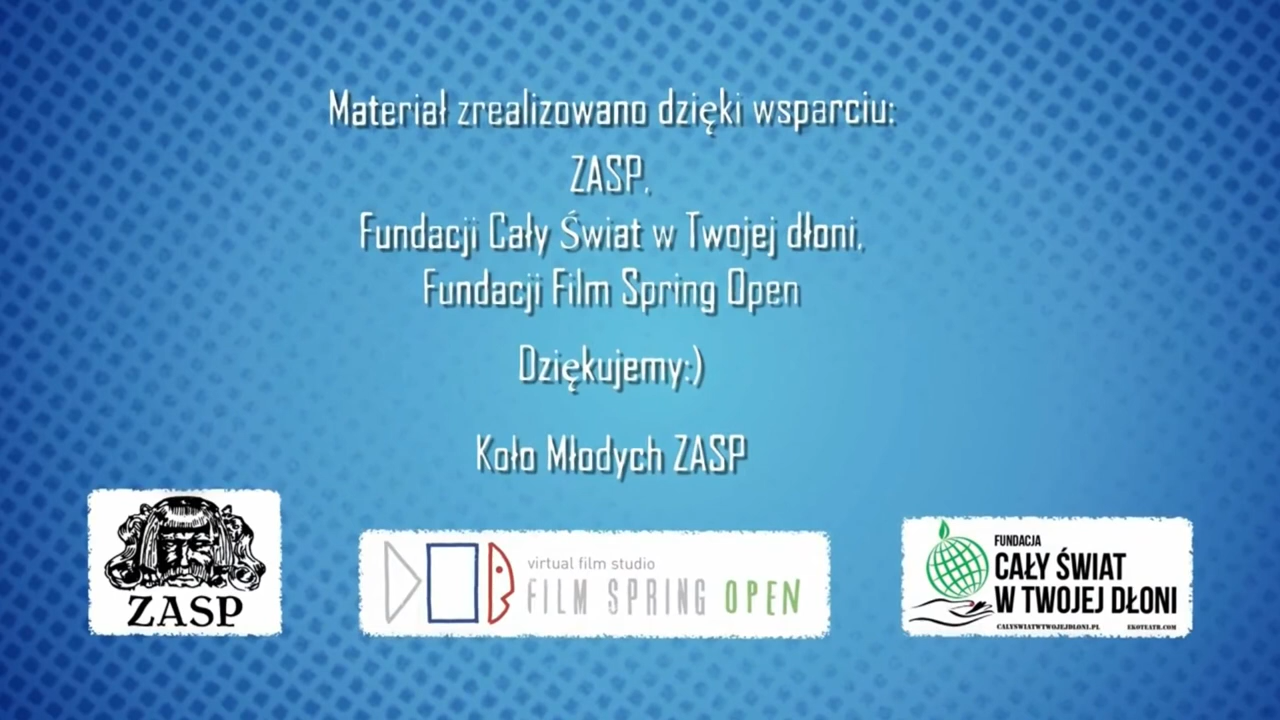 Materiał zrealizowano dzięki wsparciu:
ZASP,
Fundacji Cały Świat w Twojej dłoni,
Fundacji Film Spring Open
Dziękujemy:)
Koło Młodych ZASP
ZASP
virtual film studio
FILM SPRING OPEN
FUNDACJA
CAŁY ŚWIAT
W TWOJEJ DŁONI
CALYSWIATWTWOJEJDLONI.PL EKOTEATR.COM